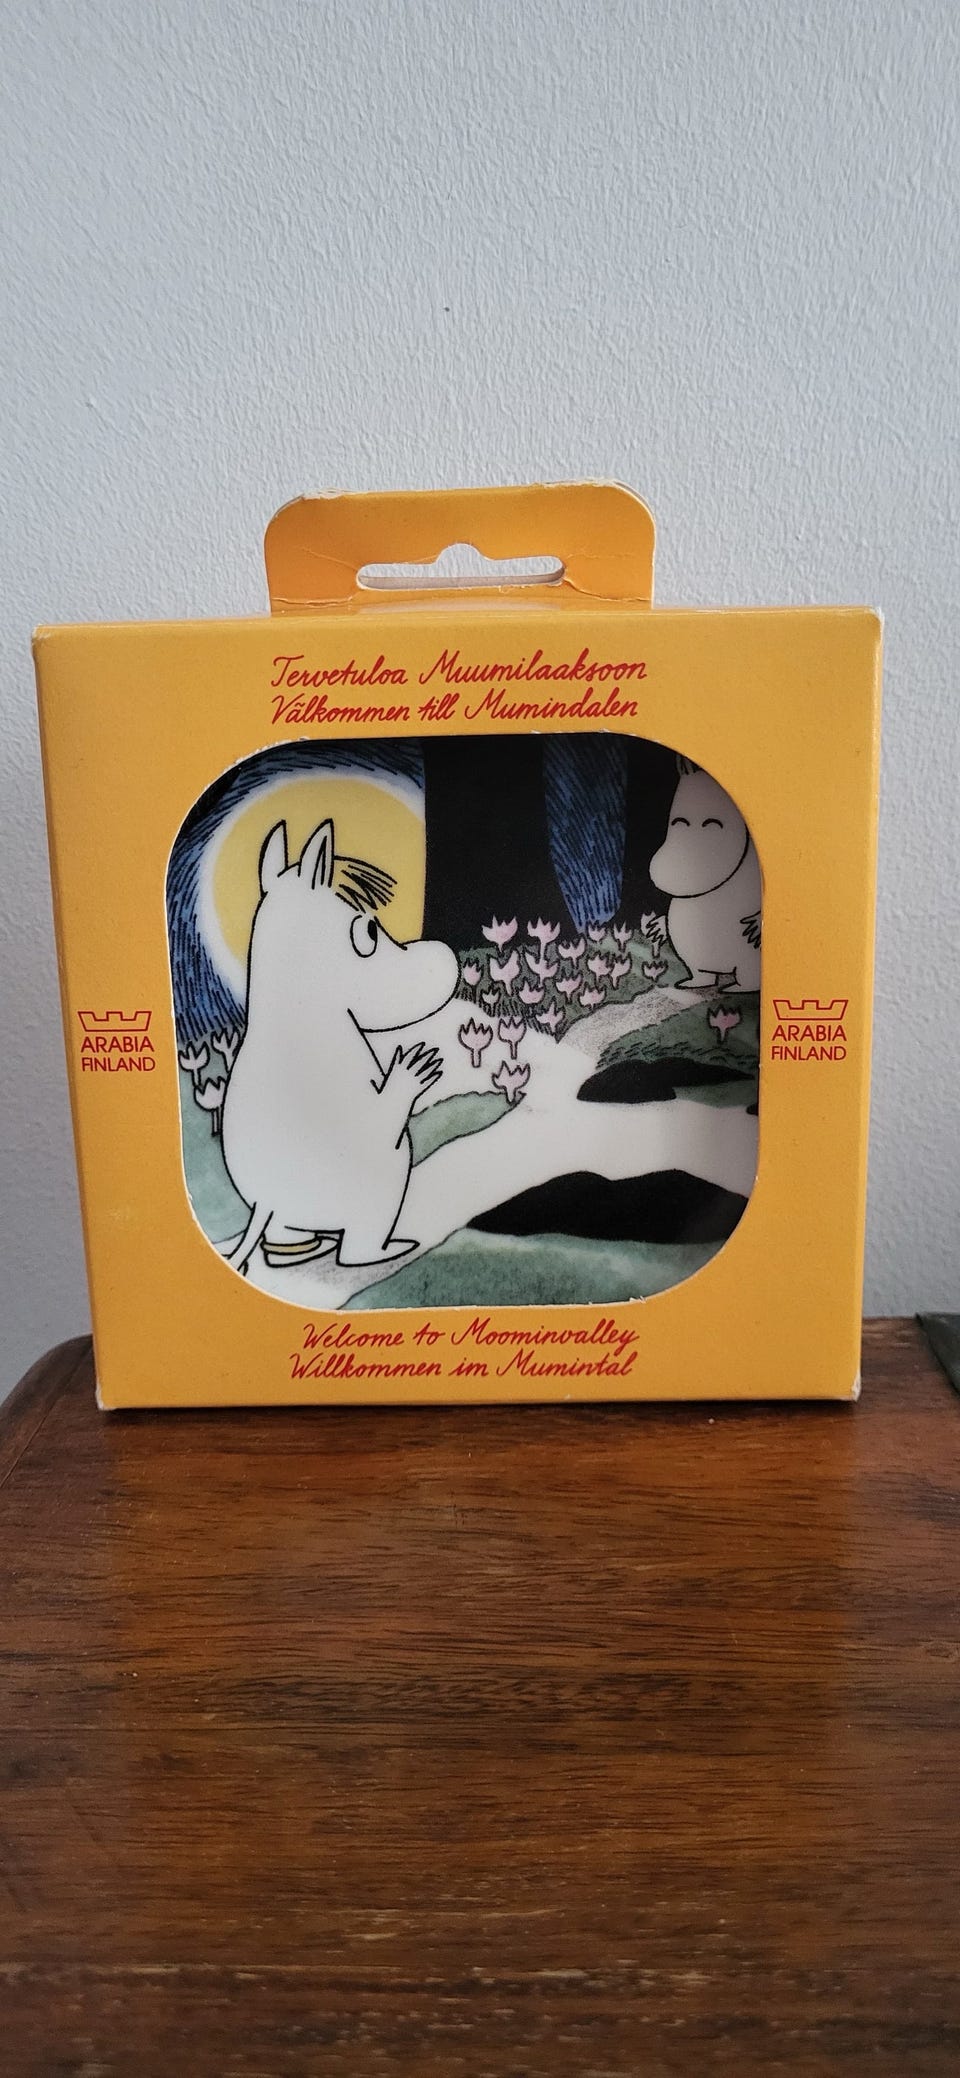 Tervetuloa Muumilaaksoon
Välkommen till Mumindalen
ARABIA
FINLAND
ARABIA
FINLAND
Welcome to Moominvalley
Willkommen im Mumintal